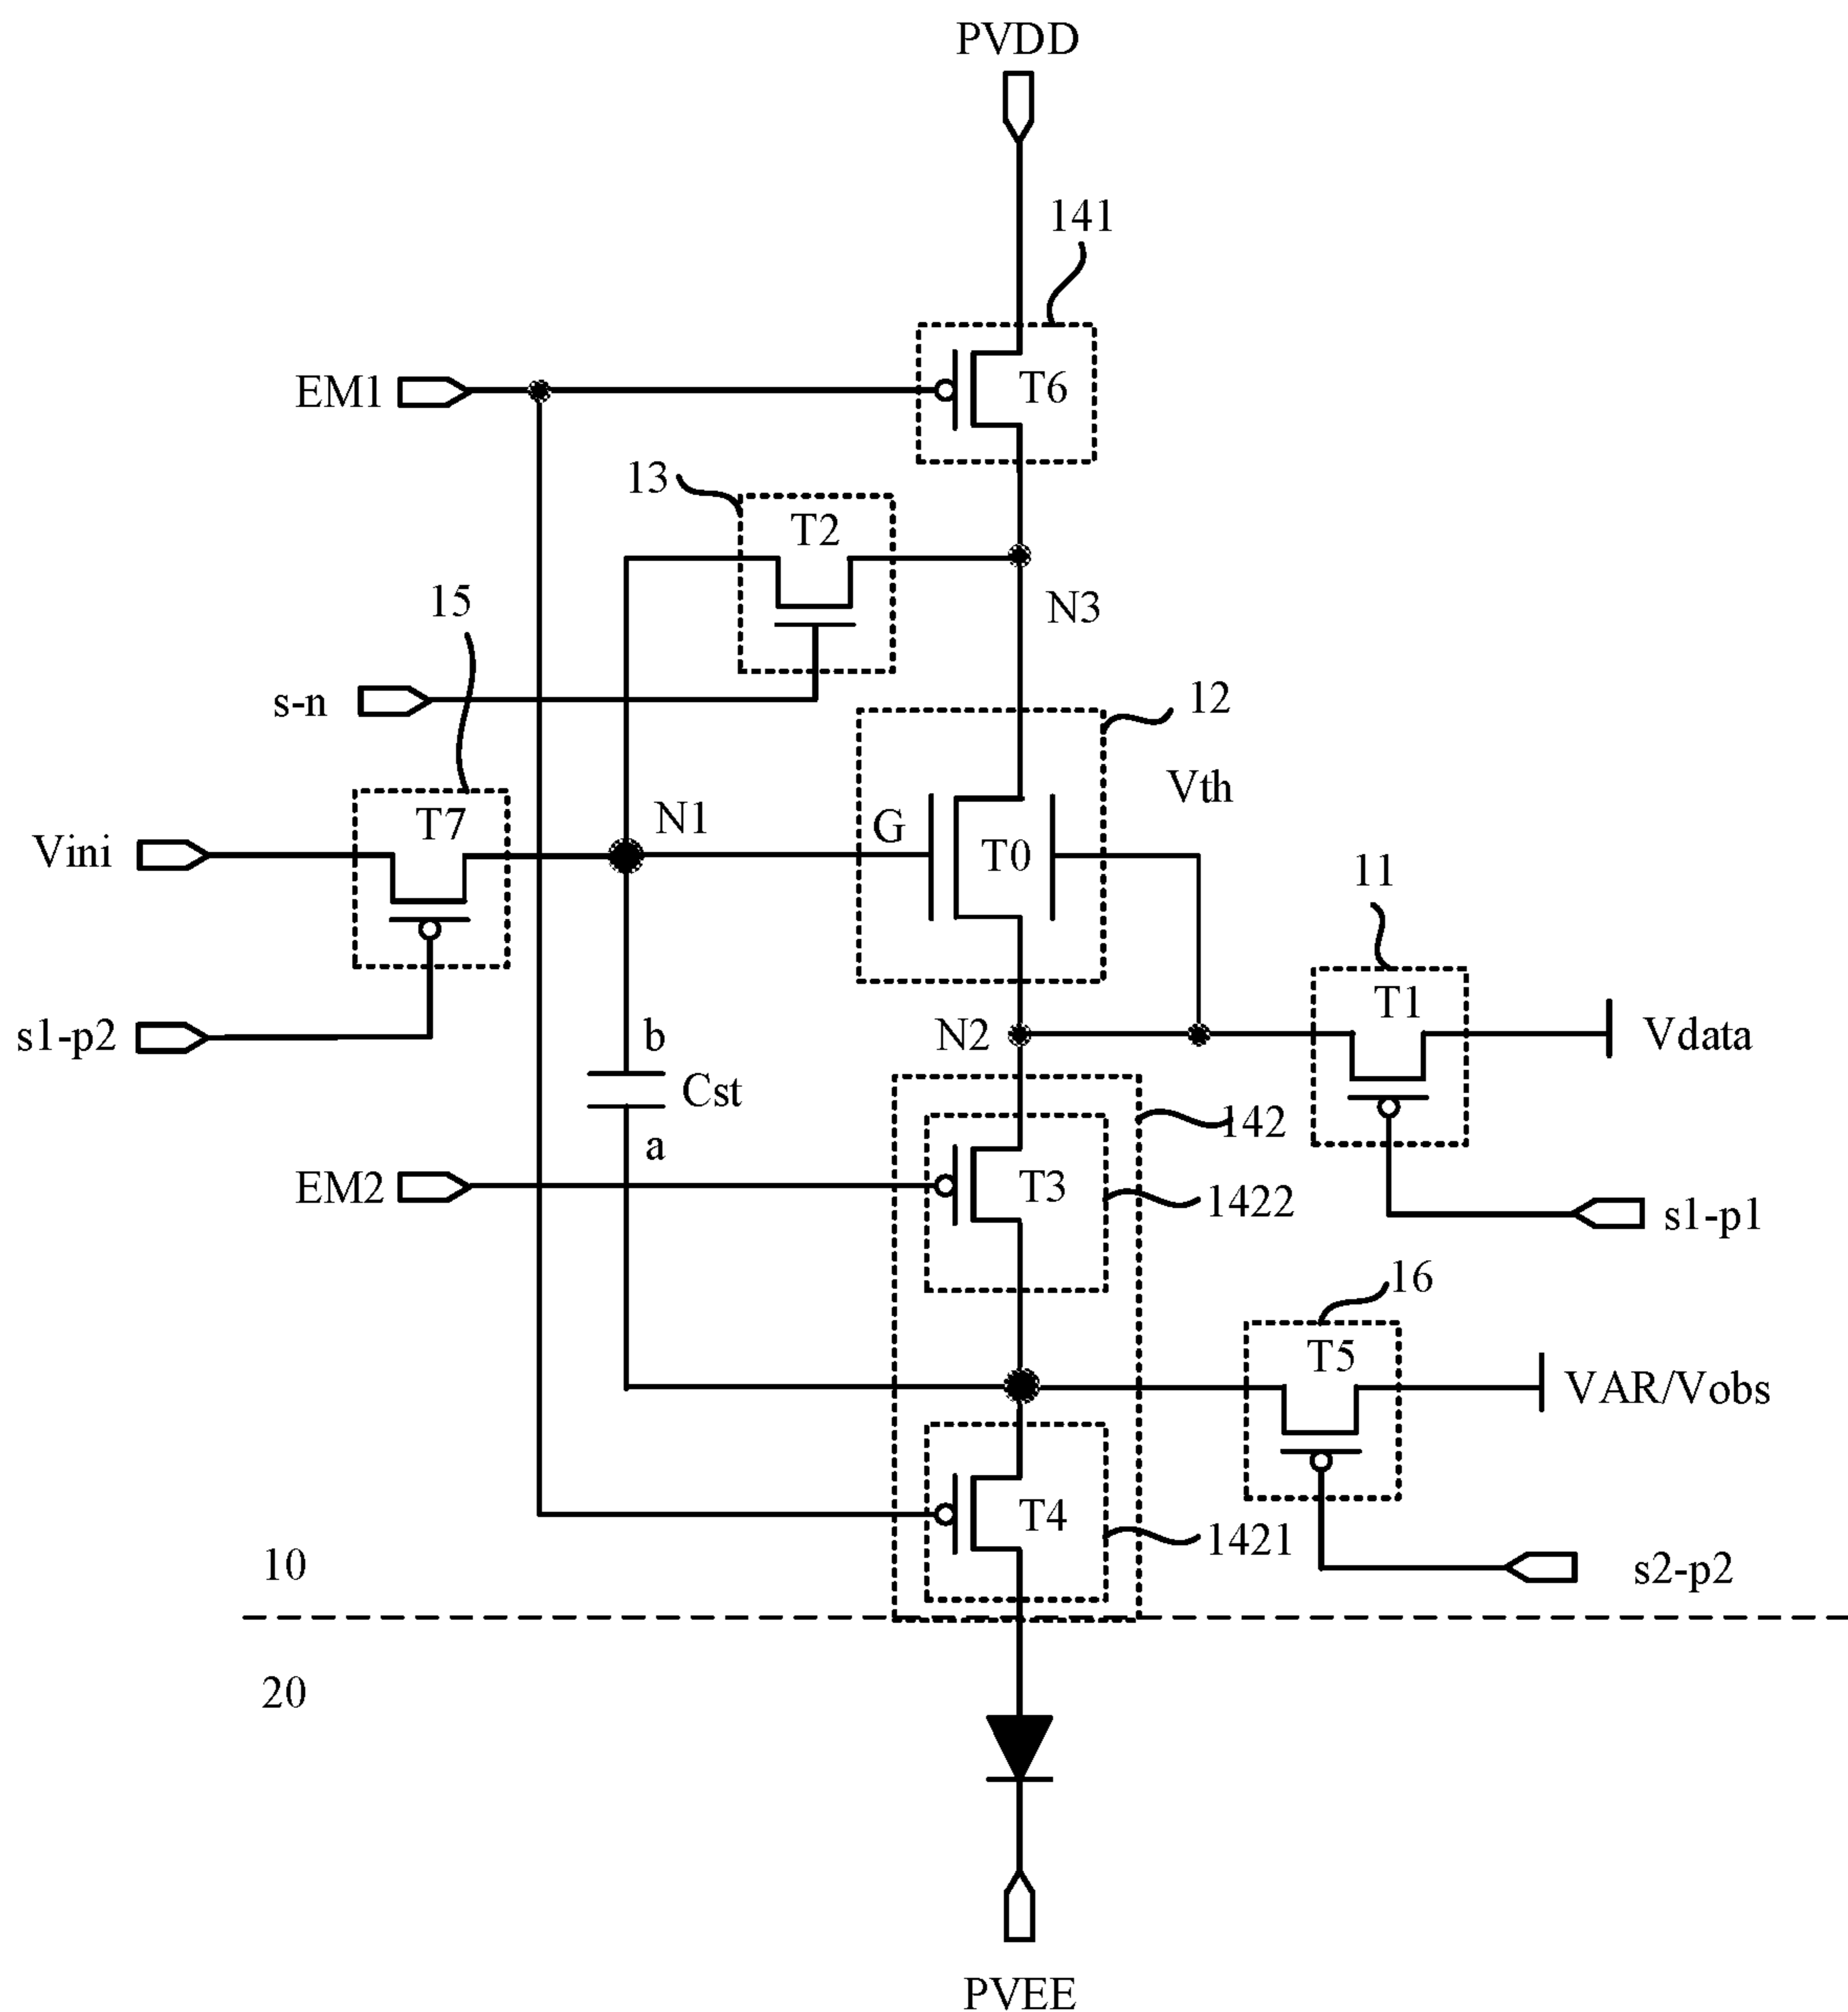 PVDD
141
EM1
T6
13
T2
15
N3
s-n
12
Vth
T7
N1
G
Vini
T0
11
T1
s1-p2
b
N2
Vdata
Cst
142
a
T3
EM2
1422
s1-p1
16
T5
VAR/Vobs
T4
1421
10
s2-p2
20
PVEE